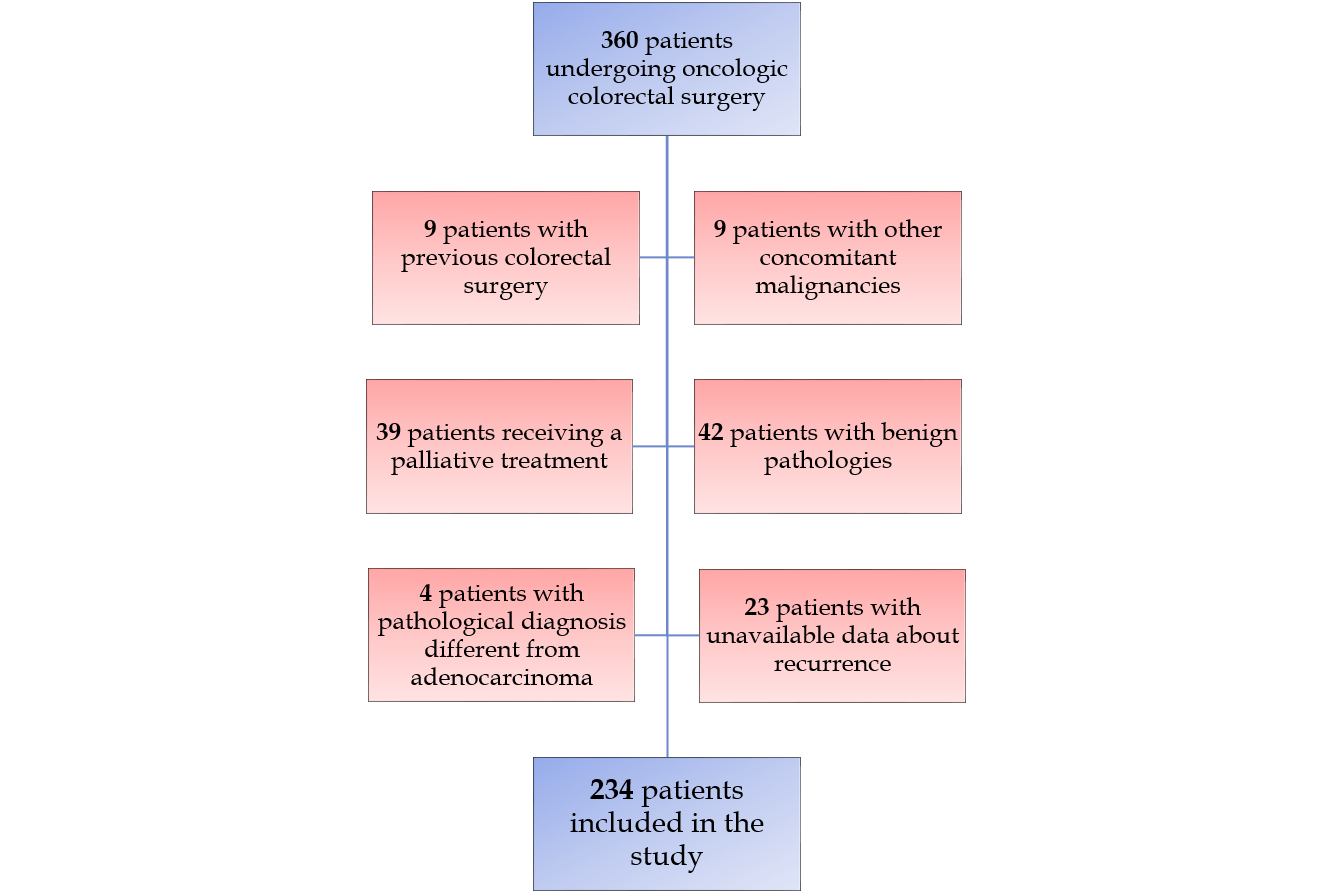 360 patients
undergoing oncologic
colorectal surgery
9 patients with
previous colorectal
surgery
9 patients with other
concomitant
malignancies
39 patients receiving a
palliative treatment
42 patients with benign
pathologies
4 patients with
pathological diagnosis
different from
adenocarcinoma
23 patients with
unavailable data about
recurrence
234 patients
included in the
study